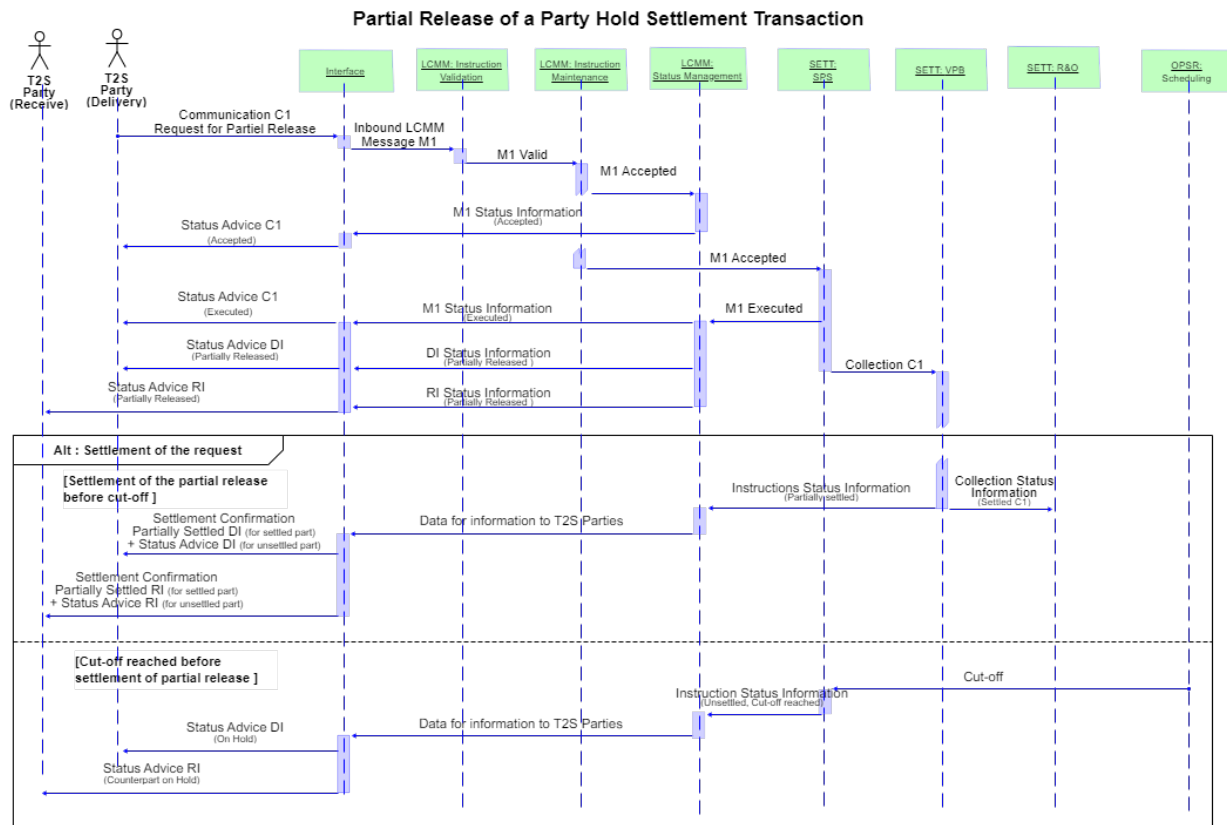 Partial Release of a Party Hold Settlement Transaction
T2S
Party
(Receive)
T2S
Party
(Delivery)
Interface
LCMM: Instruction
Validation
LCMM: Instruction
Maintenance
LCMM:
Status Management
SETT:
SPS
SETT: VPB
SETT: R&O
OPSR:
Scheduling
Communication C1
Request for Partiel Release
Inbound LCMM
Message M1
M1 Valid
M1 Accepted
M1 Status Information
(Accepted)
Status Advice C1
(Accepted)
M1 Accepted
Status Advice C1
(Executed)
M1 Status Information
(Executed)
M1 Executed
Status Advice DI
(Partially Released)
DI Status Information
(Partially Released )
Collection C1
Status Advice RI
(Partially Released)
RI Status Information
(Partially Released )
Alt : Settlement of the request
[Settlement of the partial release
before cut-off ]
Instructions Status Information
(Partially settled)
Collection Status
Information
(Settled C1)
Data for information to T2S Parties
Settlement Confirmation
Partially Settled DI (for settled part)
+ Status Advice DI (for unsettled part)
Settlement Confirmation
Partially Settled RI (for settled part)
+ Status Advice RI (for unsettled part)
[Cut-off reached before
settlement of partial release ]
Cut-off
Instruction Status Information
(Unsettled, Cut-off reached)
Data for information to T2S Parties
Status Advice DI
(On Hold)
Status Advice RI
(Counterpart on Hold)